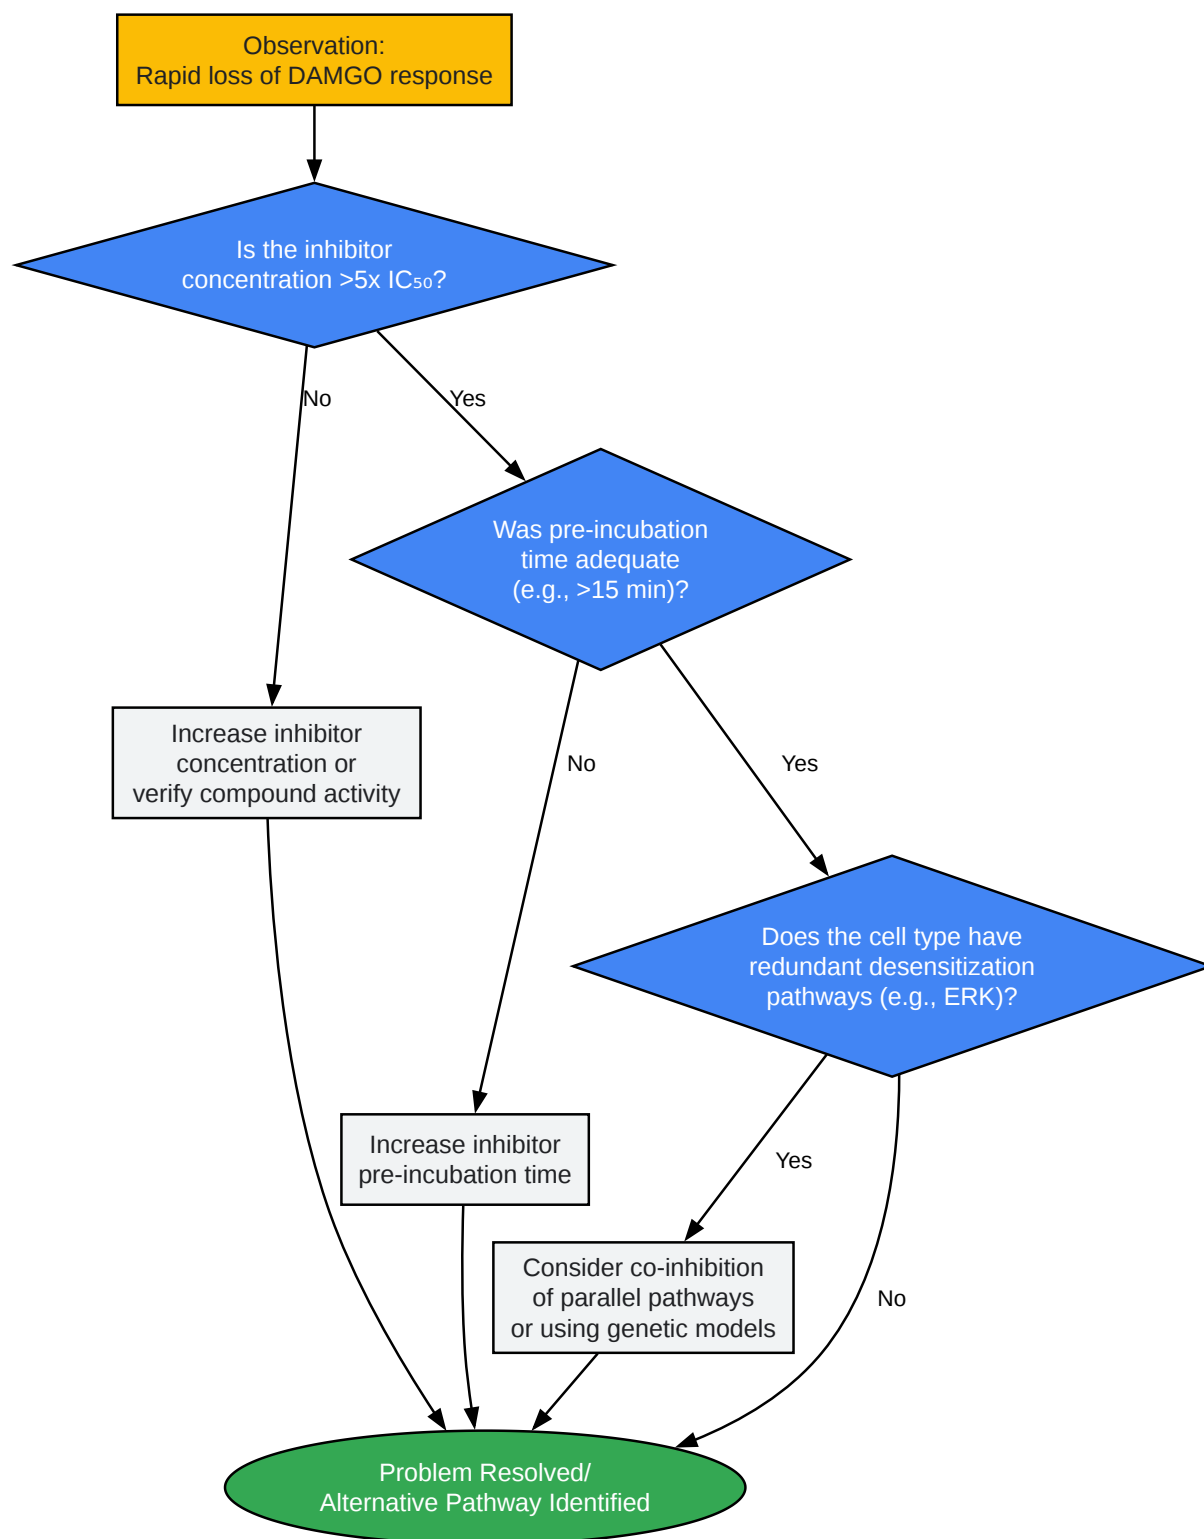 Observation:
Rapid loss of DAMGO response
Is the inhibitor
concentration >5x IC₅₀?
No
Yes
Was pre-incubation
time adequate
(e.g., >15 min)?
Increase inhibitor
concentration or
verify compound activity
No
Yes
Does the cell type have
redundant desensitization
pathways (e.g., ERK)?
Increase inhibitor
pre-incubation time
Yes
Consider co-inhibition
of parallel pathways
or using genetic models
No
Problem Resolved/
Alternative Pathway Identified